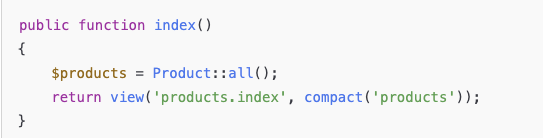 public function index()
{
    $products = Product::all();
    return view('products.index', compact('products'));
}